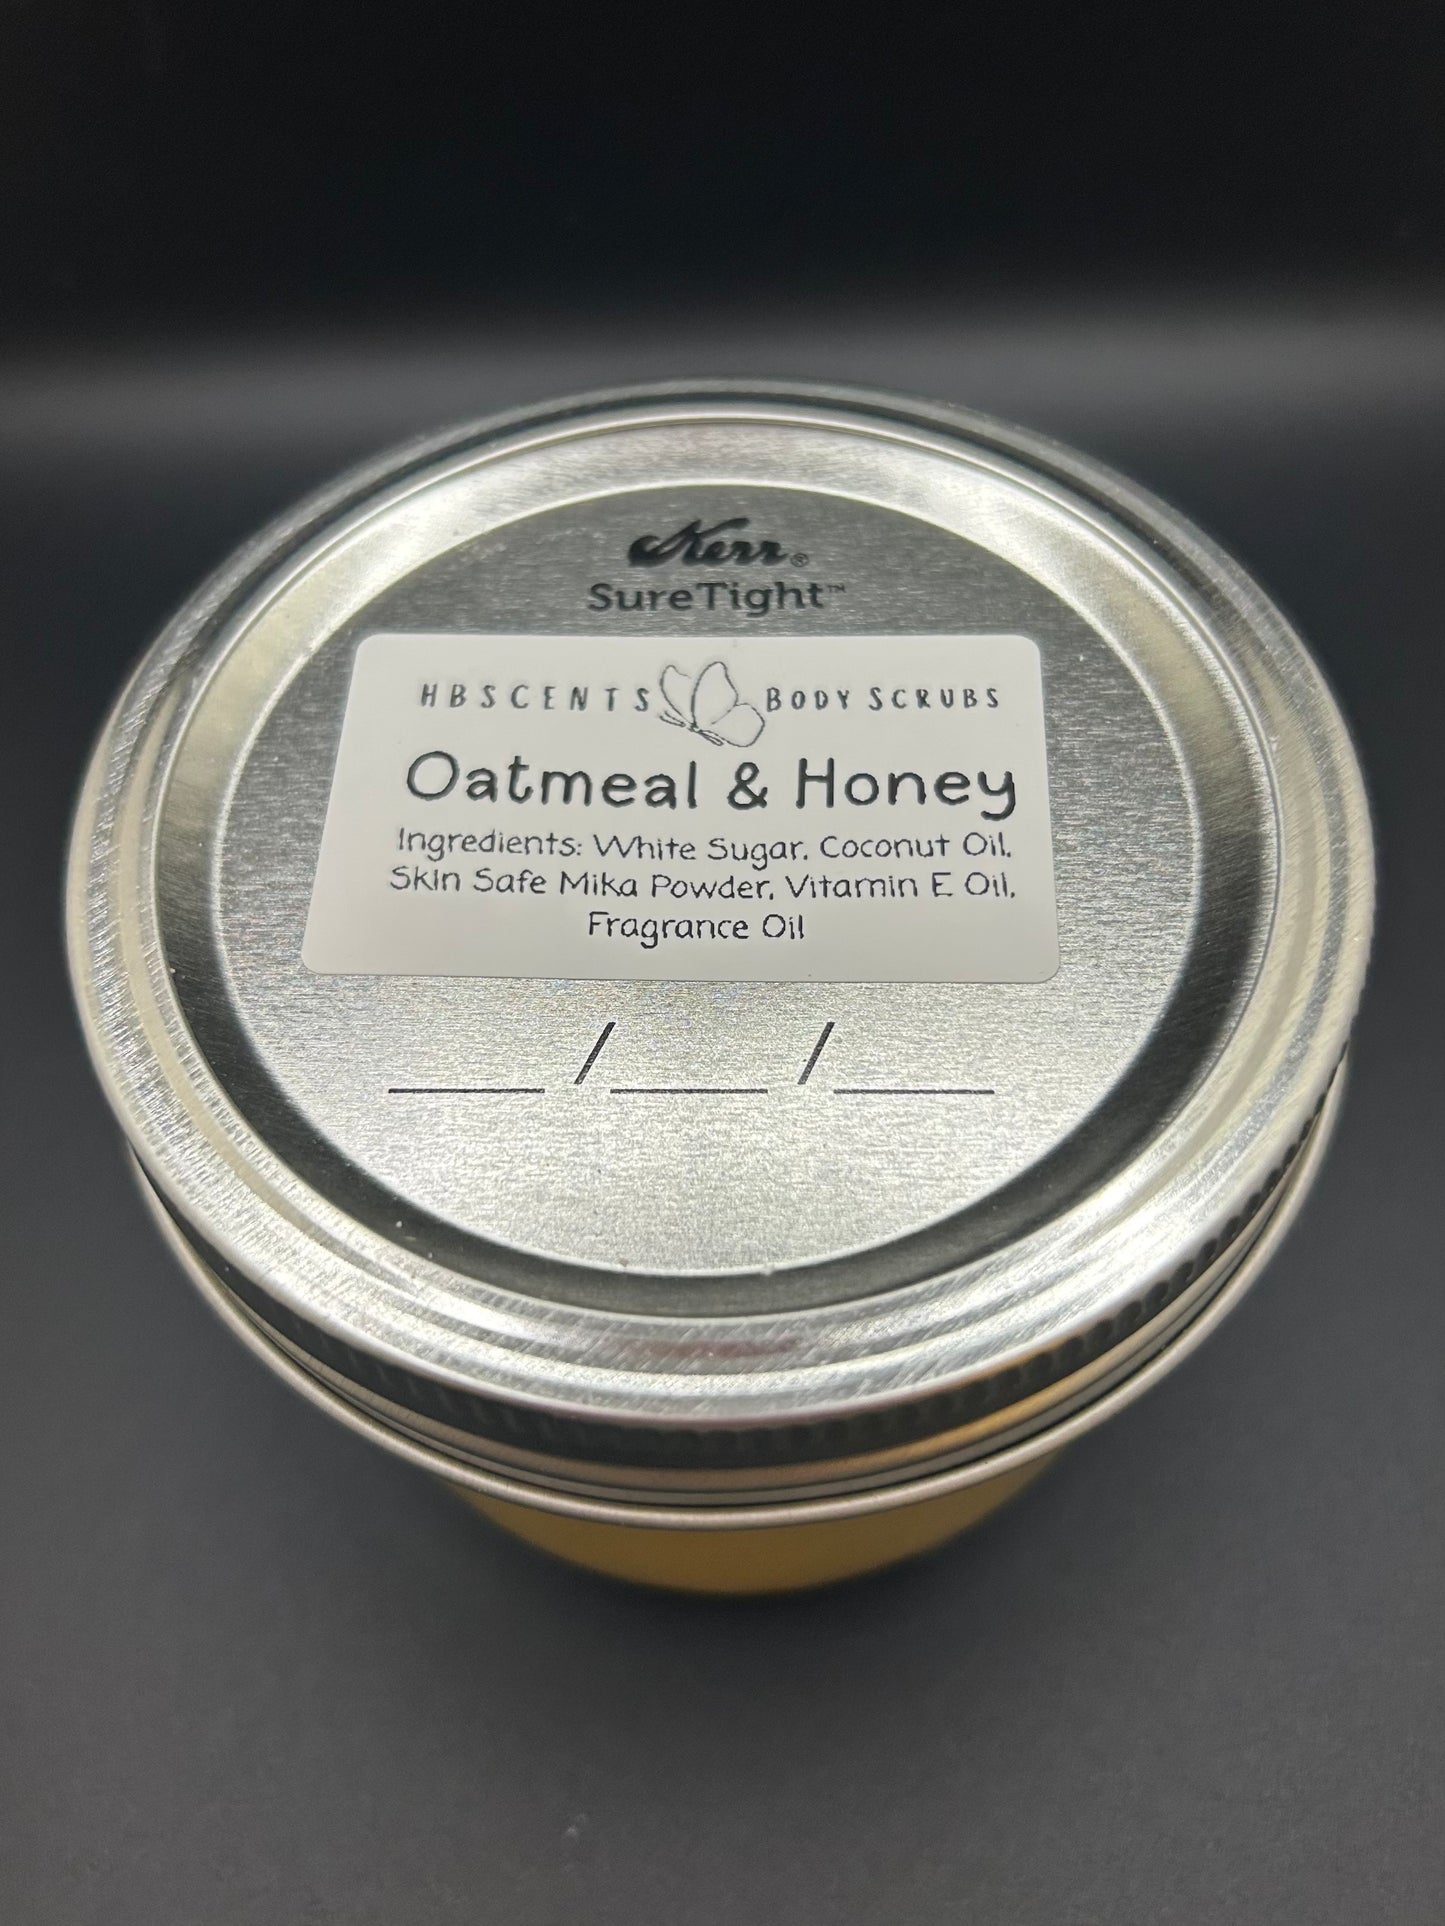 Kerr®
SureTight™
HBSCENTS BODY SCRUBS
Oatmeal & Honey
Ingredients: White Sugar, Coconut Oil,
Skin Safe Mika Powder, Vitamin E Oil,
Fragrance Oil
___/___/___